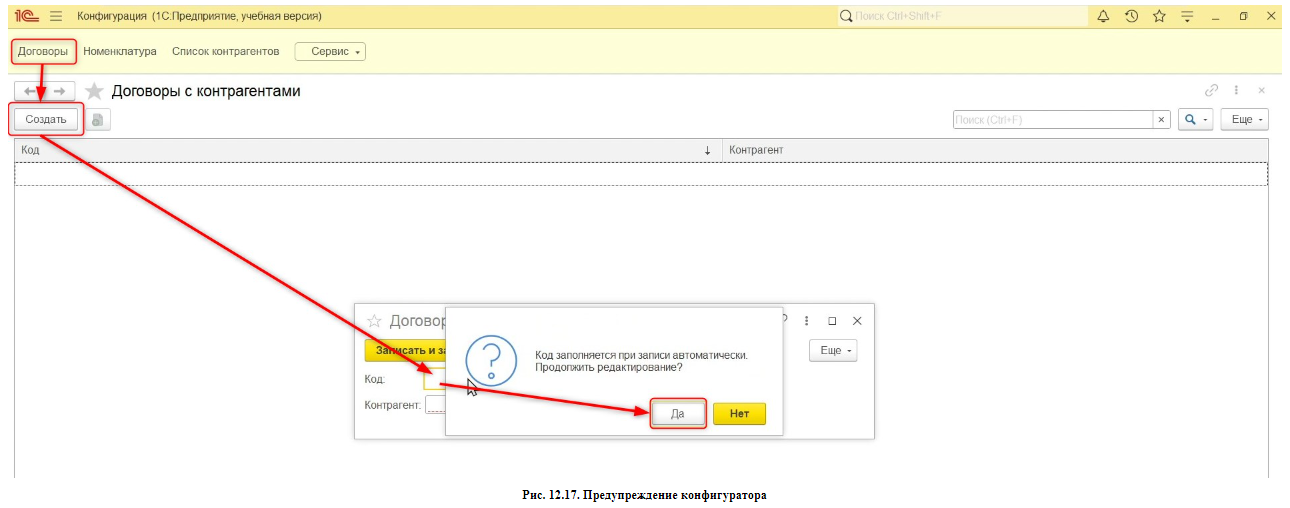 1С Конфигурация (1С:Предприятие, учебная версия) Поиск Ctrl+Shift+F
Договоры Номенклатура Список контрагентов Сервис
Договоры с контрагентами
Создать Поиск (Ctrl+F) × Еще
Код ↓ Контрагент
Договор
Записать и за
Еще
Код:
Контрагент:
Код заполняется при записи автоматически.
Продолжить редактирование?
Да Нет
Рис. 12.17. Предупреждение конфигуратора